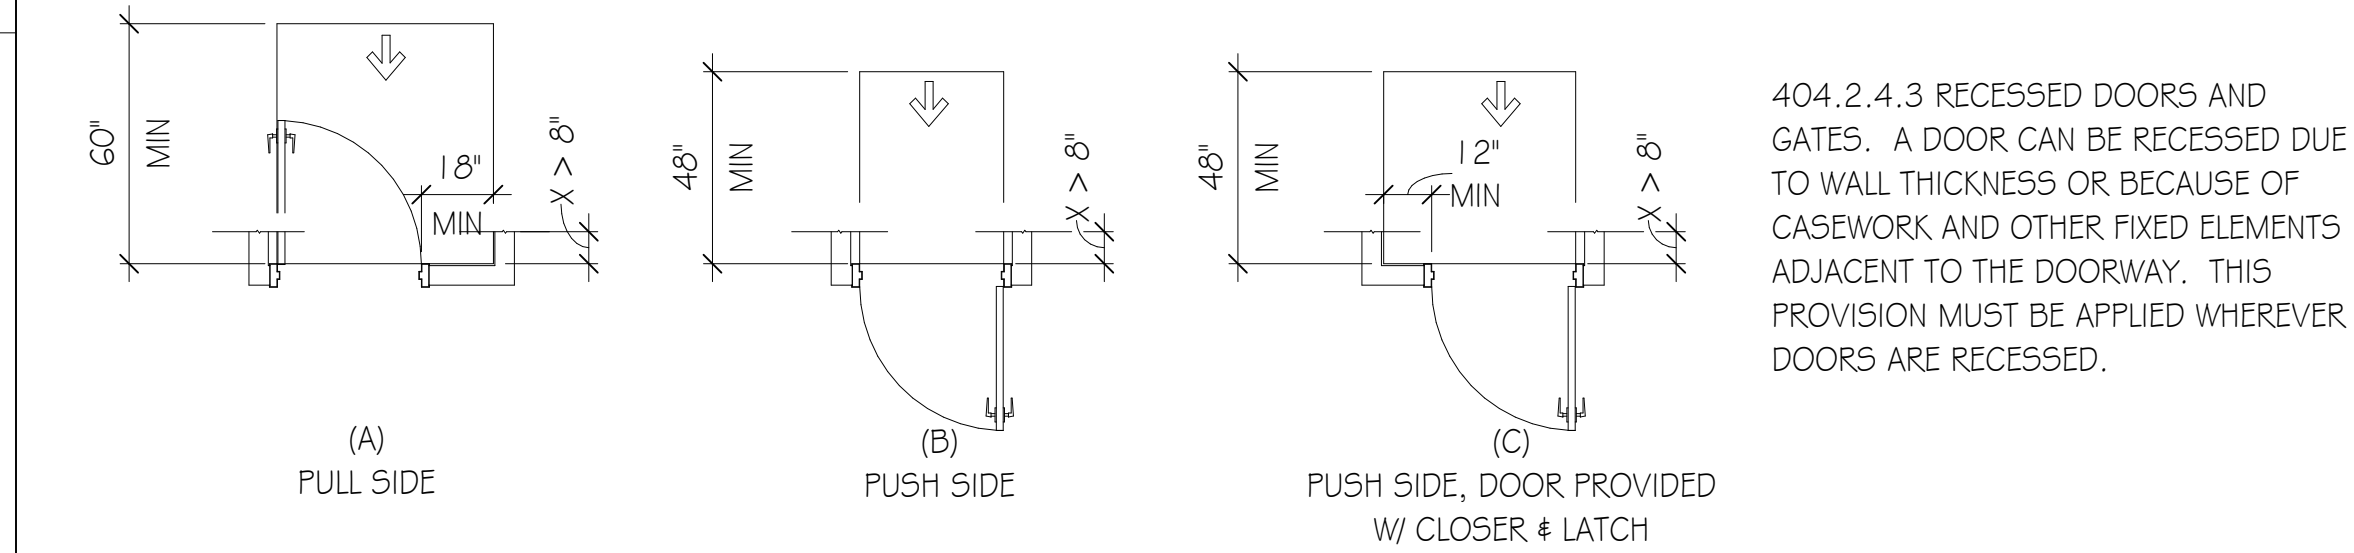 60" MIN
18" MIN
X > 8"
(A)
PULL SIDE
48" MIN
X > 8"
(B)
PUSH SIDE
48" MIN
12" MIN
X > 8"
(C)
PUSH SIDE, DOOR PROVIDED
W/ CLOSER & LATCH
404.2.4.3 RECESSED DOORS AND
GATES. A DOOR CAN BE RECESSED DUE
TO WALL THICKNESS OR BECAUSE OF
CASEWORK AND OTHER FIXED ELEMENTS
ADJACENT TO THE DOORWAY. THIS
PROVISION MUST BE APPLIED WHEREVER
DOORS ARE RECESSED.